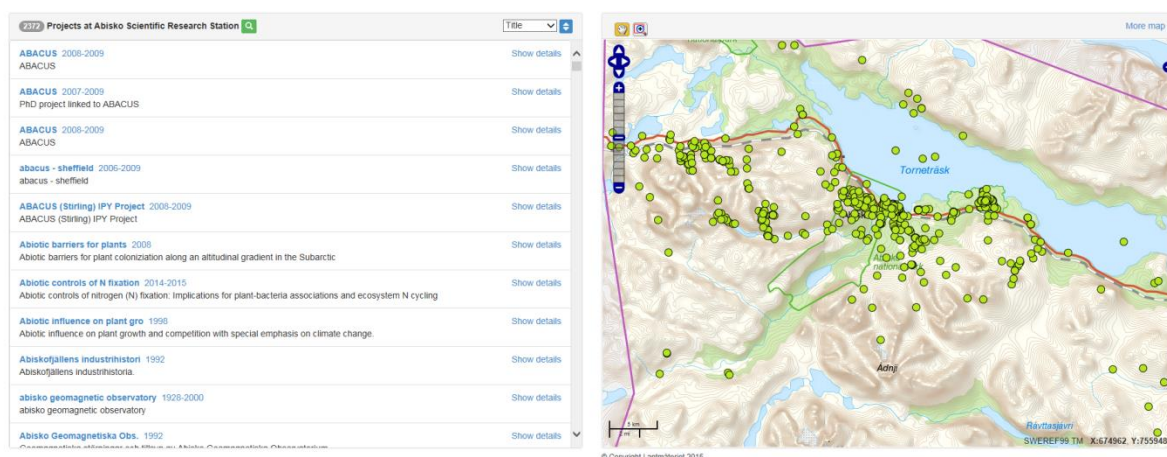 2372 Projects at Abisko Scientific Research Station
Title
ABACUS 2008-2009
Show details
ABACUS
ABACUS 2007-2009
Show details
PhD project linked to ABACUS
ABACUS 2008-2009
Show details
ABACUS
abacus - sheffield 2006-2009
Show details
abacus - sheffield
ABACUS (Stirling) IPY Project 2008-2009
Show details
ABACUS (Stirling) IPY Project
Abiotic barriers for plants 2008
Show details
Abiotic barriers for plant coloniziation along an altitudinal gradient in the Subarctic
Abiotic controls of N fixation 2014-2015
Show details
Abiotic controls of nitrogen (N) fixation: Implications for plant-bacteria associations and ecosystem N cycling
Abiotic influence on plant gro 1998
Show details
Abiotic influence on plant growth and competition with special emphasis on climate change.
Abiskofjällens industrihistori 1992
Show details
Abiskofjällens industrihistoria.
abisko geomagnetic observatory 1928-2000
Show details
abisko geomagnetic observatory
Abisko Geomagnetiska Obs. 1992
Show details
More map
Torneträsk
Ádnji
Rávttasjávri
5 km
2 mi
SWEREF99 TM X:674962, Y:755948
© Copyright Lantmäteriet 2015